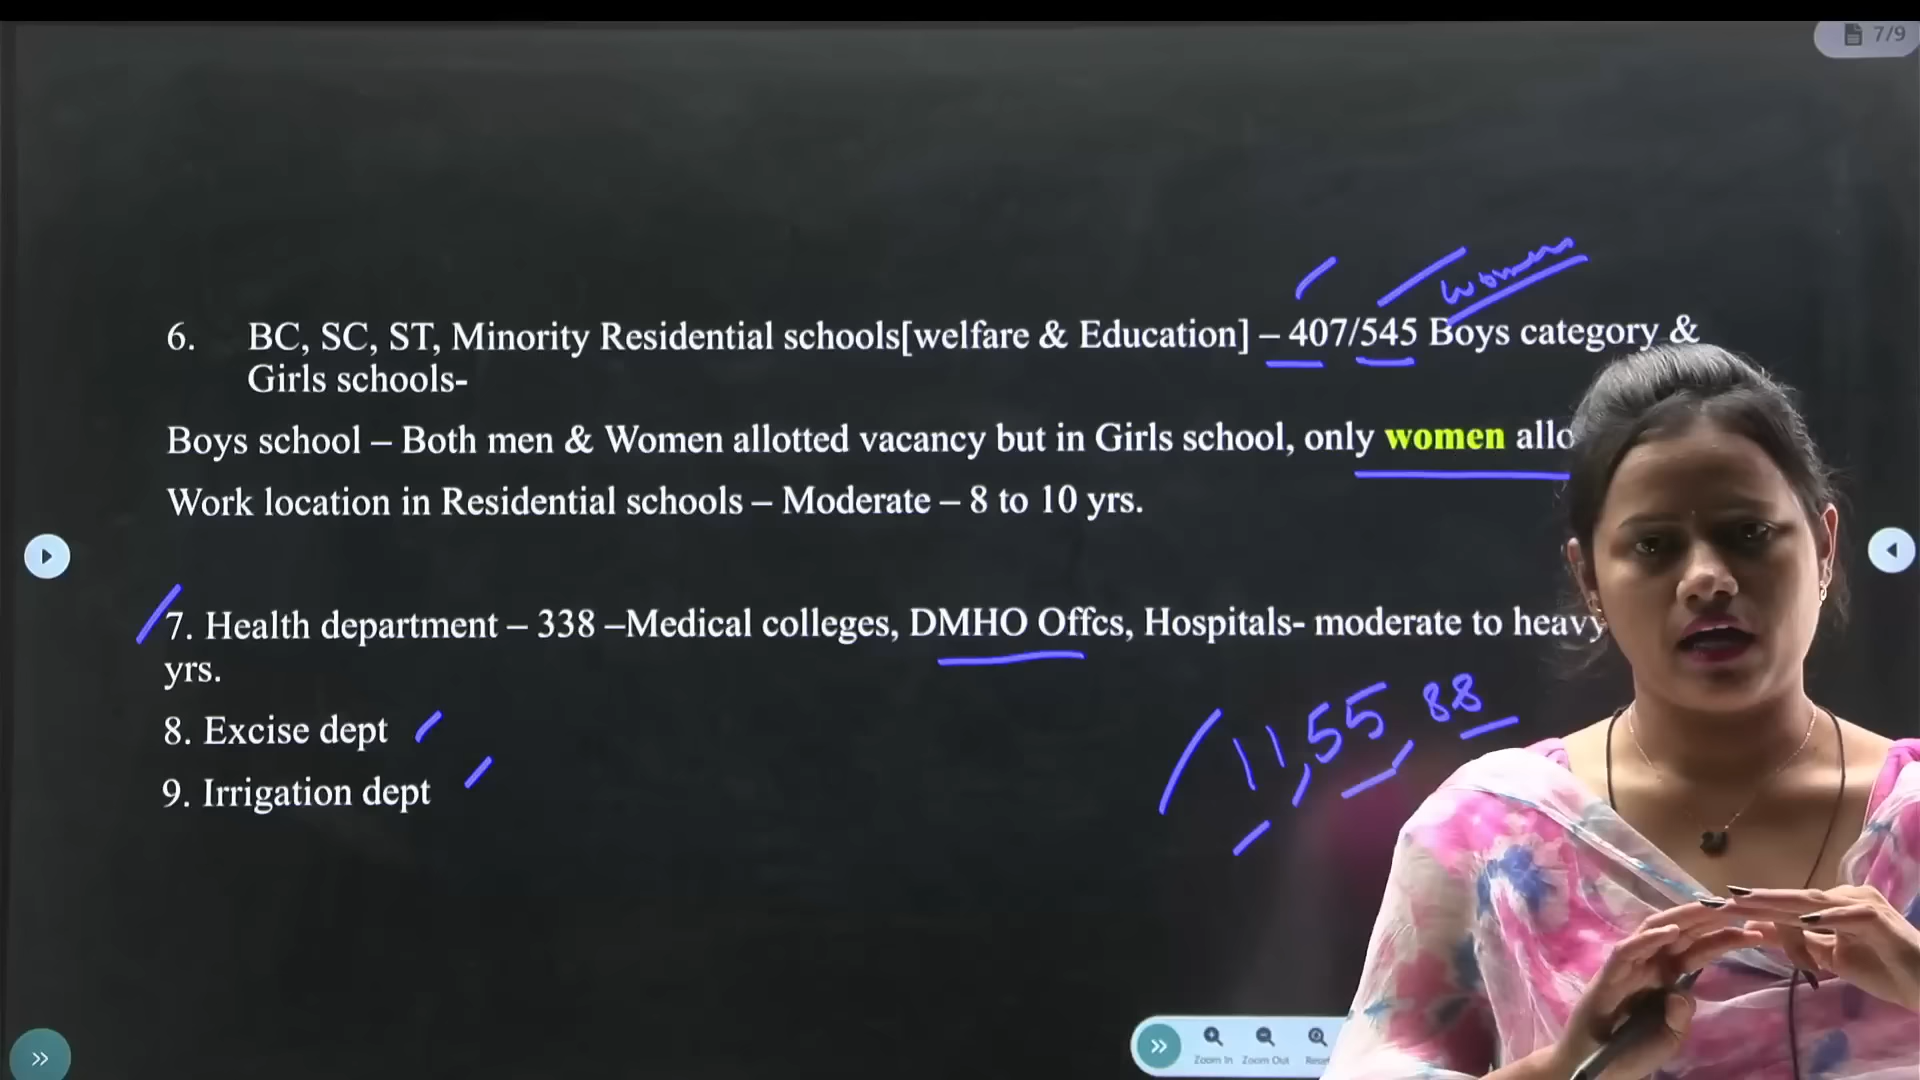 7/9
women
6. BC, SC, ST, Minority Residential schools[welfare & Education] – 407/545 Boys category &
Girls schools-
Boys school – Both men & Women allotted vacancy but in Girls school, only women allo
Work location in Residential schools – Moderate – 8 to 10 yrs.
7. Health department – 338 –Medical colleges, DMHO Offcs, Hospitals- moderate to heavy
yrs.
11,55 88
8. Excise dept
9. Irrigation dept
Zoom In Zoom Out Reset